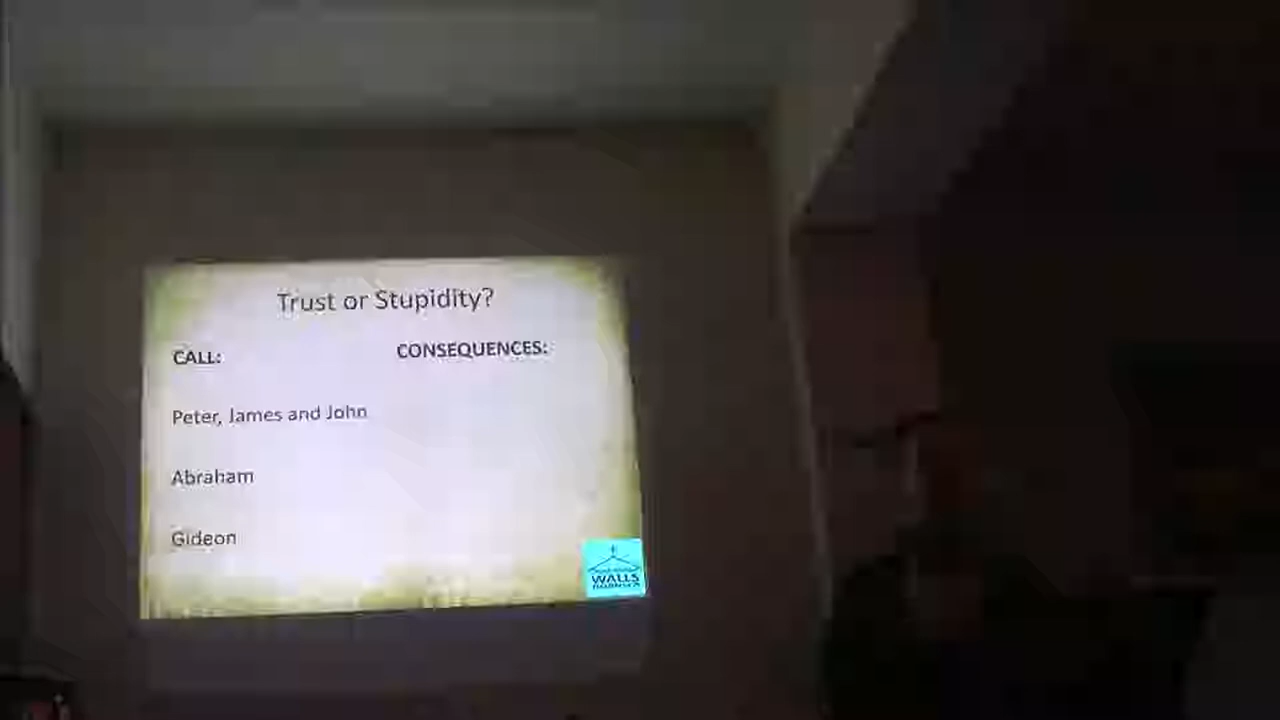 Trust or Stupidity?
CALL:
CONSEQUENCES:
Peter, James and John
Abraham
Gideon
WALLS